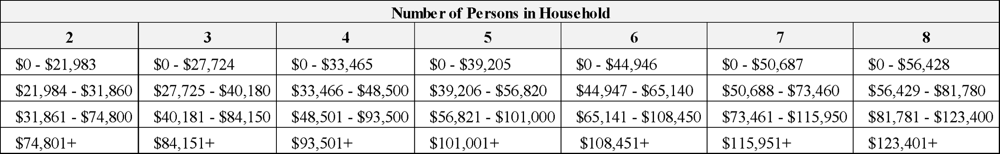 Number of Persons in Household
2 3 4 5 6 7 8
$0 - $21,983 $0 - $27,724 $0 - $33,465 $0 - $39,205 $0 - $44,946 $0 - $50,687 $0 - $56,428
$21,984 - $31,860 $27,725 - $40,180 $33,466 - $48,500 $39,206 - $56,820 $44,947 - $65,140 $50,688 - $73,460 $56,429 - $81,780
$31,861 - $74,800 $40,181 - $84,150 $48,501 - $93,500 $56,821 - $101,000 $65,141 - $108,450 $73,461 - $115,950 $81,781 - $123,400
$74,801+ $84,151+ $93,501+ $101,001+ $108,451+ $115,951+ $123,401+